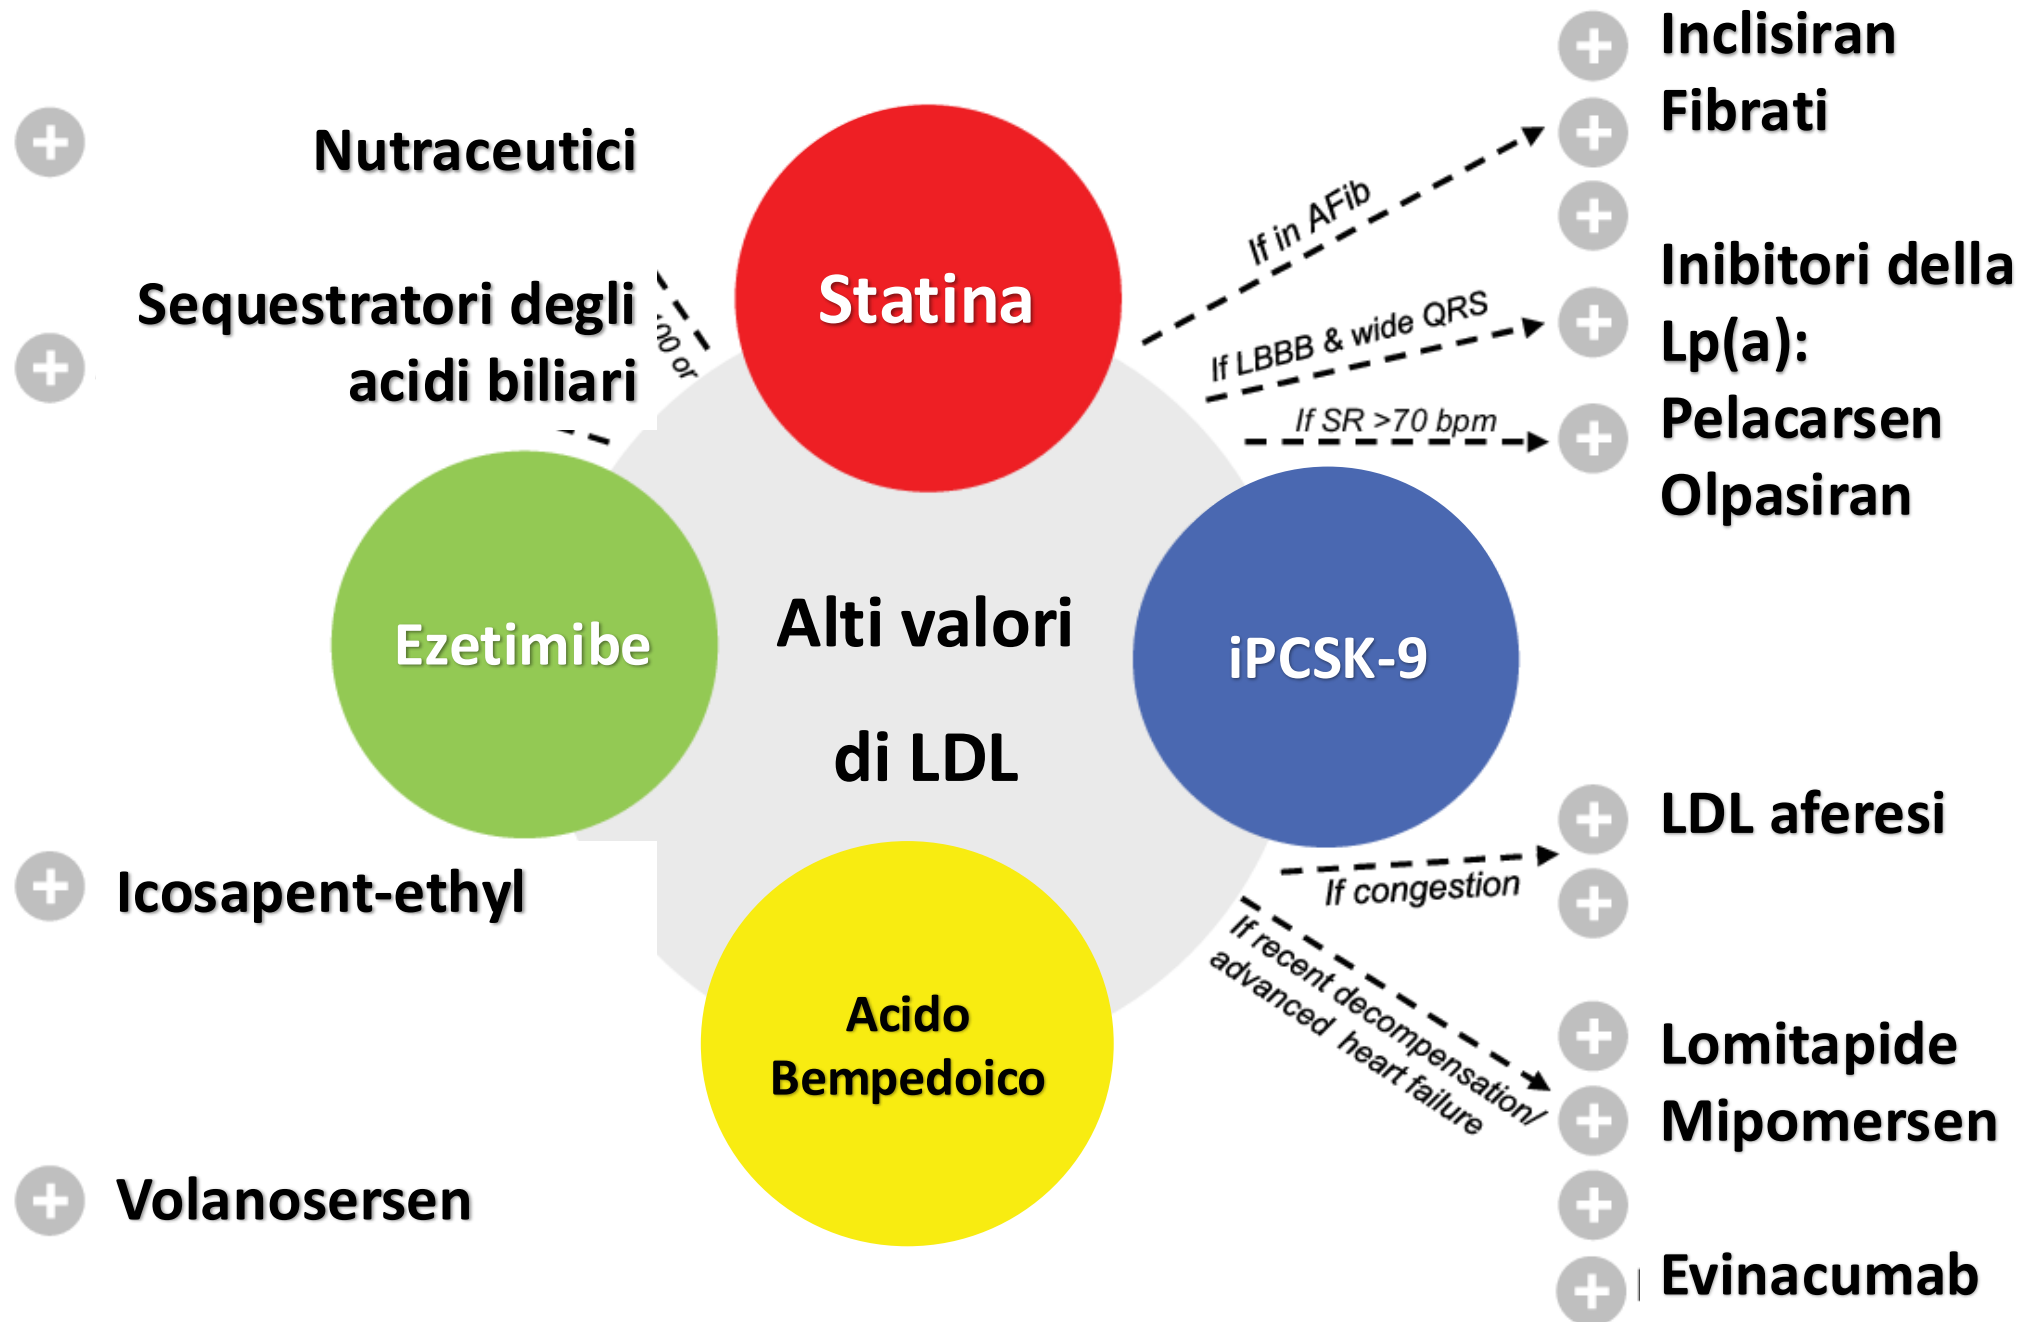 Nutraceutici
Sequestratori degli
acidi biliari
100 or
Statina
If in AFib
If LBBB & wide QRS
If SR >70 bpm
Inclisiran
Fibrati
Inibitori della
Lp(a):
Pelacarsen
Olpasiran
Ezetimibe
Alti valori
di LDL
iPCSK-9
Icosapent-ethyl
Volanosersen
Acido
Bempedoico
If congestion
If recent decompensation/
advanced heart failure
LDL aferesi
Lomitapide
Mipomersen
Evinacumab